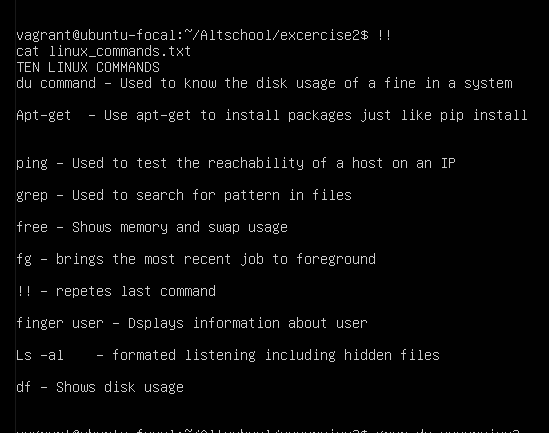 vagrant@ubuntu-focal:~/Altschool/excercise2$ !!
cat linux_commands.txt
TEN LINUX COMMANDS
du command – Used to know the disk usage of a fine in a system
Apt-get  – Use apt-get to install packages just like pip install
ping – Used to test the reachability of a host on an IP
grep – Used to search for pattern in files
free – Shows memory and swap usage
fg – brings the most recent job to foreground
!! – repetes last command
finger user – Dsplays information about user
Ls –al    – formated listening including hidden files
df – Shows disk usage